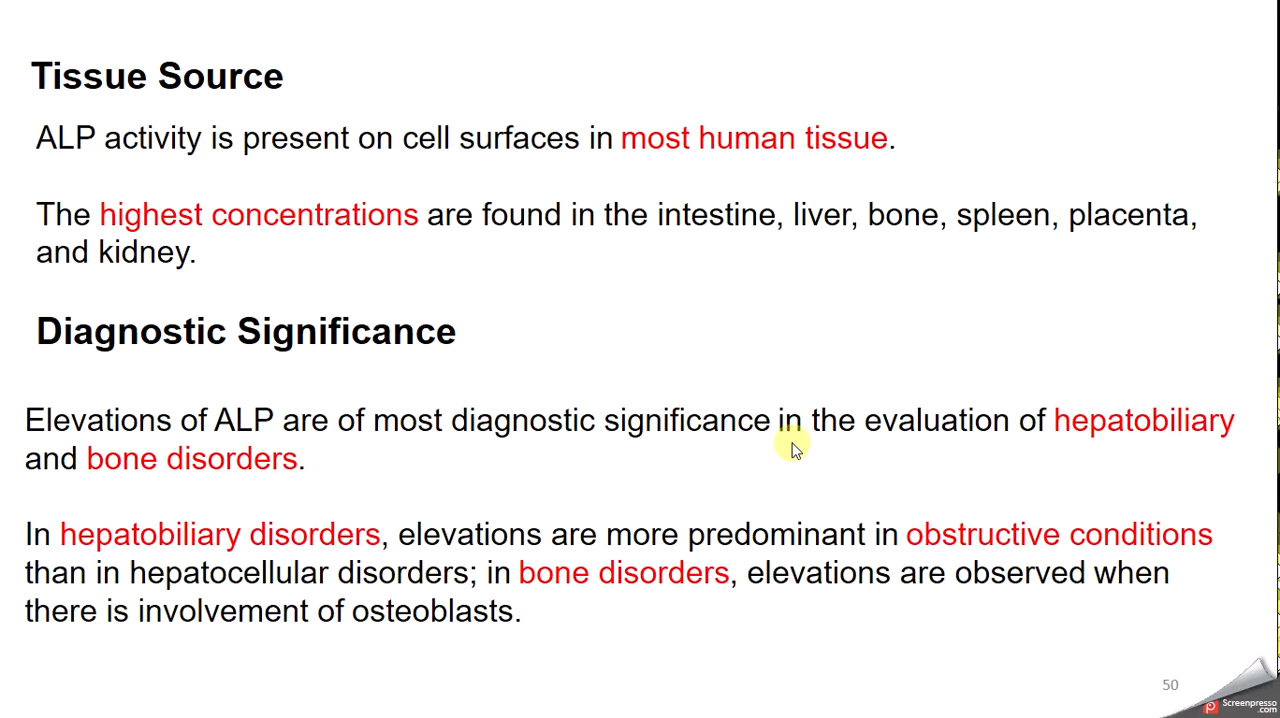 Tissue Source
ALP activity is present on cell surfaces in most human tissue.
The highest concentrations are found in the intestine, liver, bone, spleen, placenta,
and kidney.
Diagnostic Significance
Elevations of ALP are of most diagnostic significance in the evaluation of hepatobiliary
and bone disorders.
In hepatobiliary disorders, elevations are more predominant in obstructive conditions
than in hepatocellular disorders; in bone disorders, elevations are observed when
there is involvement of osteoblasts.
50
Screenpresso
.com